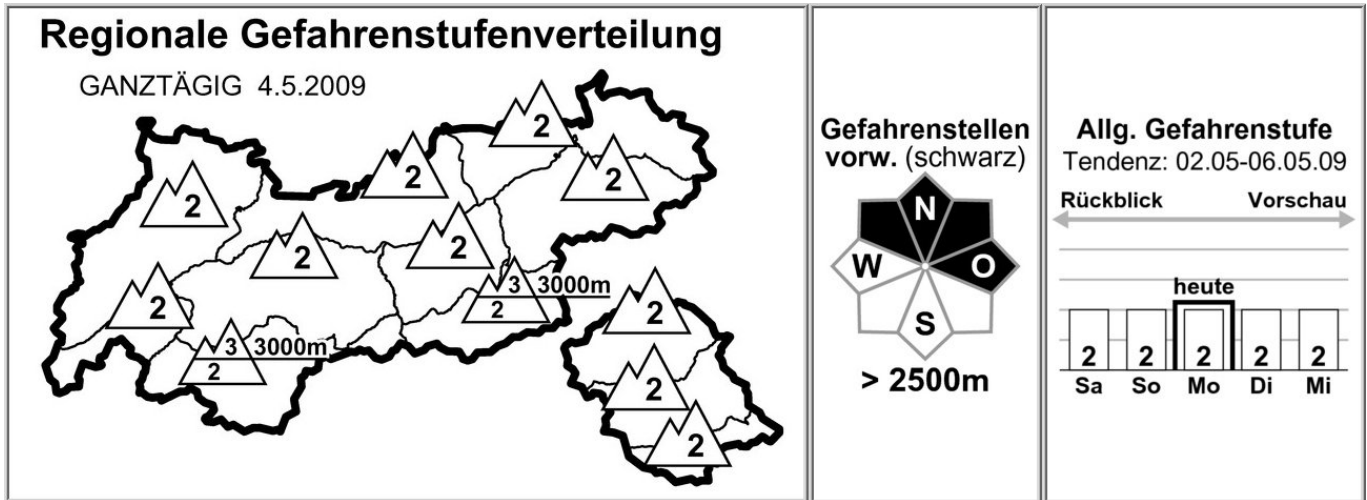 Regionale Gefahrenstufenverteilung
GANZTÄGIG 4.5.2009
2
2
2
2
2
2
2
3 3000m
2
2
2
3 3000m
2
2
2
Gefahrenstellen
vorw. (schwarz)
N
W O
S
> 2500m
Allg. Gefahrenstufe
Tendenz: 02.05-06.05.09
Rückblick Vorschau
heute
2 2 2 2 2
Sa So Mo Di Mi